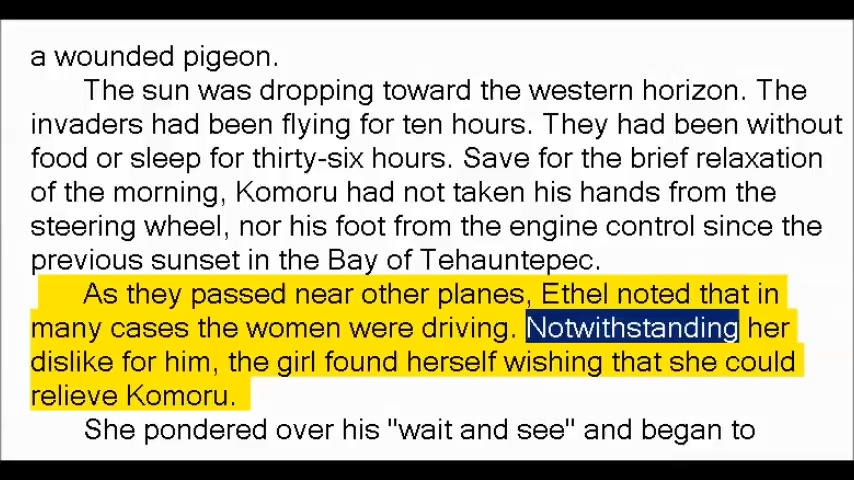 a wounded pigeon.
The sun was dropping toward the western horizon. The
invaders had been flying for ten hours. They had been without
food or sleep for thirty-six hours. Save for the brief relaxation
of the morning, Komoru had not taken his hands from the
steering wheel, nor his foot from the engine control since the
previous sunset in the Bay of Tehauntepec.
As they passed near other planes, Ethel noted that in
many cases the women were driving. Notwithstanding her
dislike for him, the girl found herself wishing that she could
relieve Komoru.
She pondered over his "wait and see" and began to